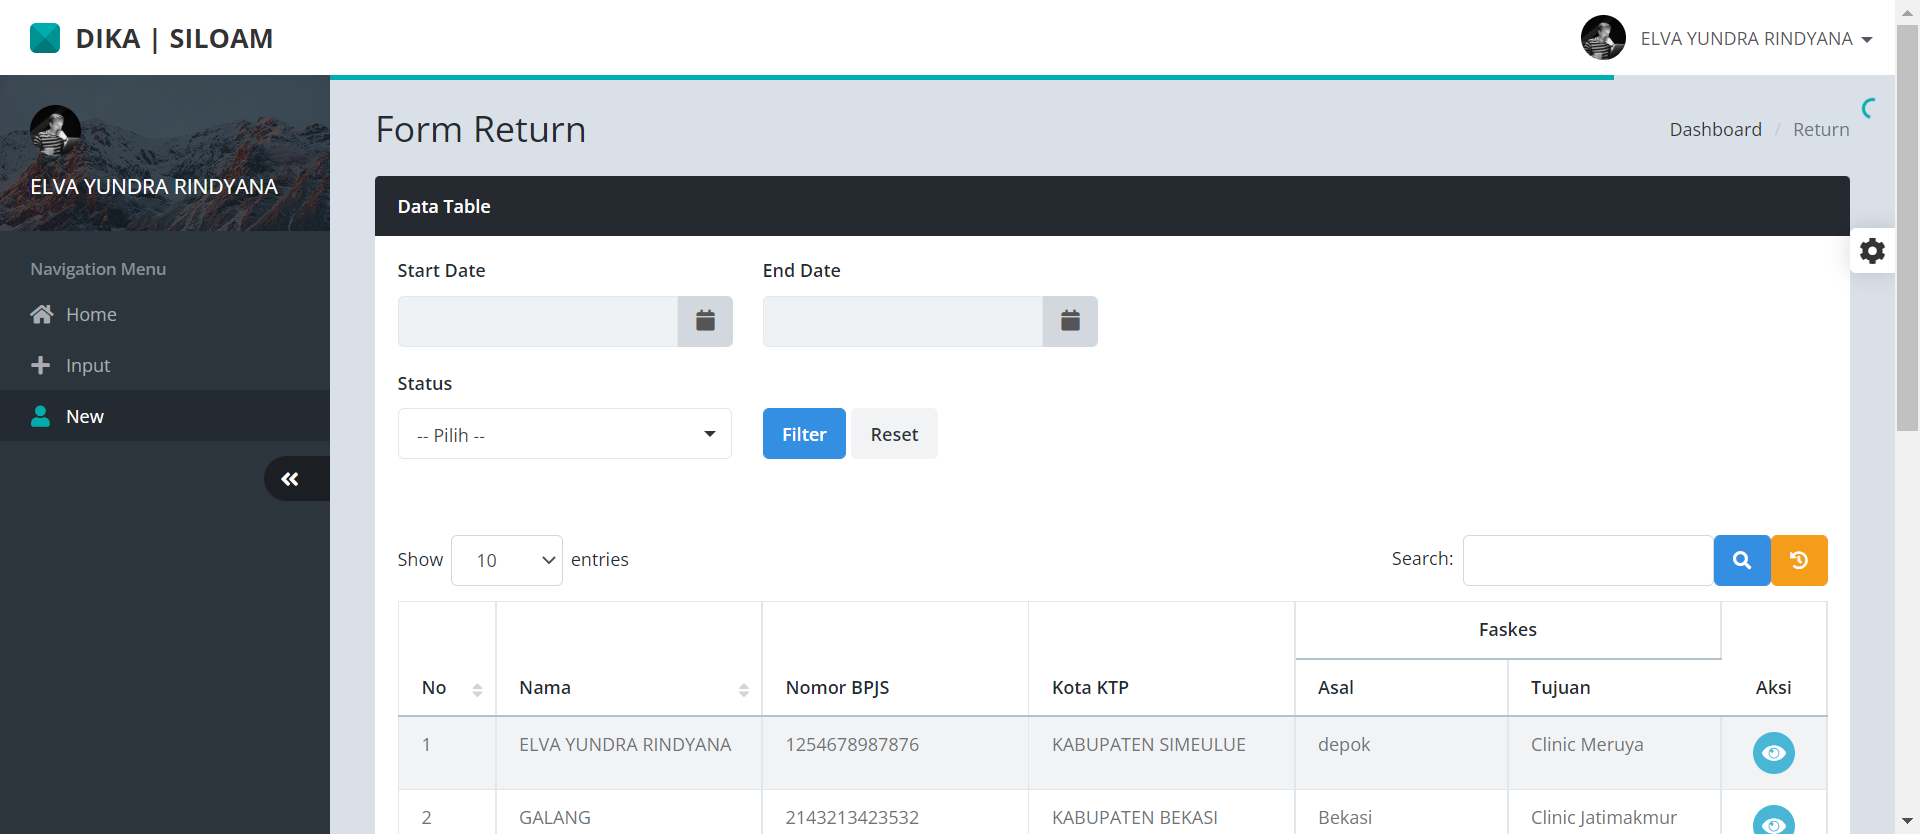 DIKA | SILOAM
ELVA YUNDRA RINDYANA
ELVA YUNDRA RINDYANA
Navigation Menu
Home
Input
New
Form Return
Dashboard / Return
Data Table
Start Date
End Date
Status
-- Pilih --
Filter
Reset
Show 10 entries
Search:
Faskes
No Nama Nomor BPJS Kota KTP Asal Tujuan Aksi
1 ELVA YUNDRA RINDYANA 1254678987876 KABUPATEN SIMEULUE depok Clinic Meruya
2 GALANG 2143213423532 KABUPATEN BEKASI Bekasi Clinic Jatimakmur